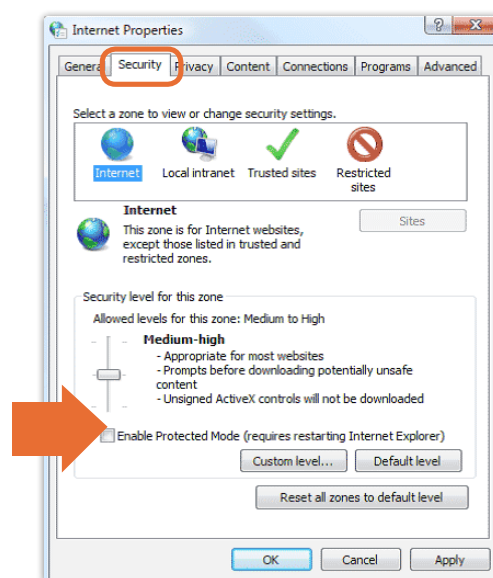 Internet Properties
General Security Privacy Content Connections Programs Advanced
Select a zone to view or change security settings.
Internet Local intranet Trusted sites Restricted
sites
Internet
Sites
This zone is for Internet websites,
except those listed in trusted and
restricted zones.
Security level for this zone
Allowed levels for this zone: Medium to High
Medium-high
- Appropriate for most websites
- Prompts before downloading potentially unsafe
content
- Unsigned ActiveX controls will not be downloaded
Enable Protected Mode (requires restarting Internet Explorer)
Custom level... Default level
Reset all zones to default level
OK Cancel Apply